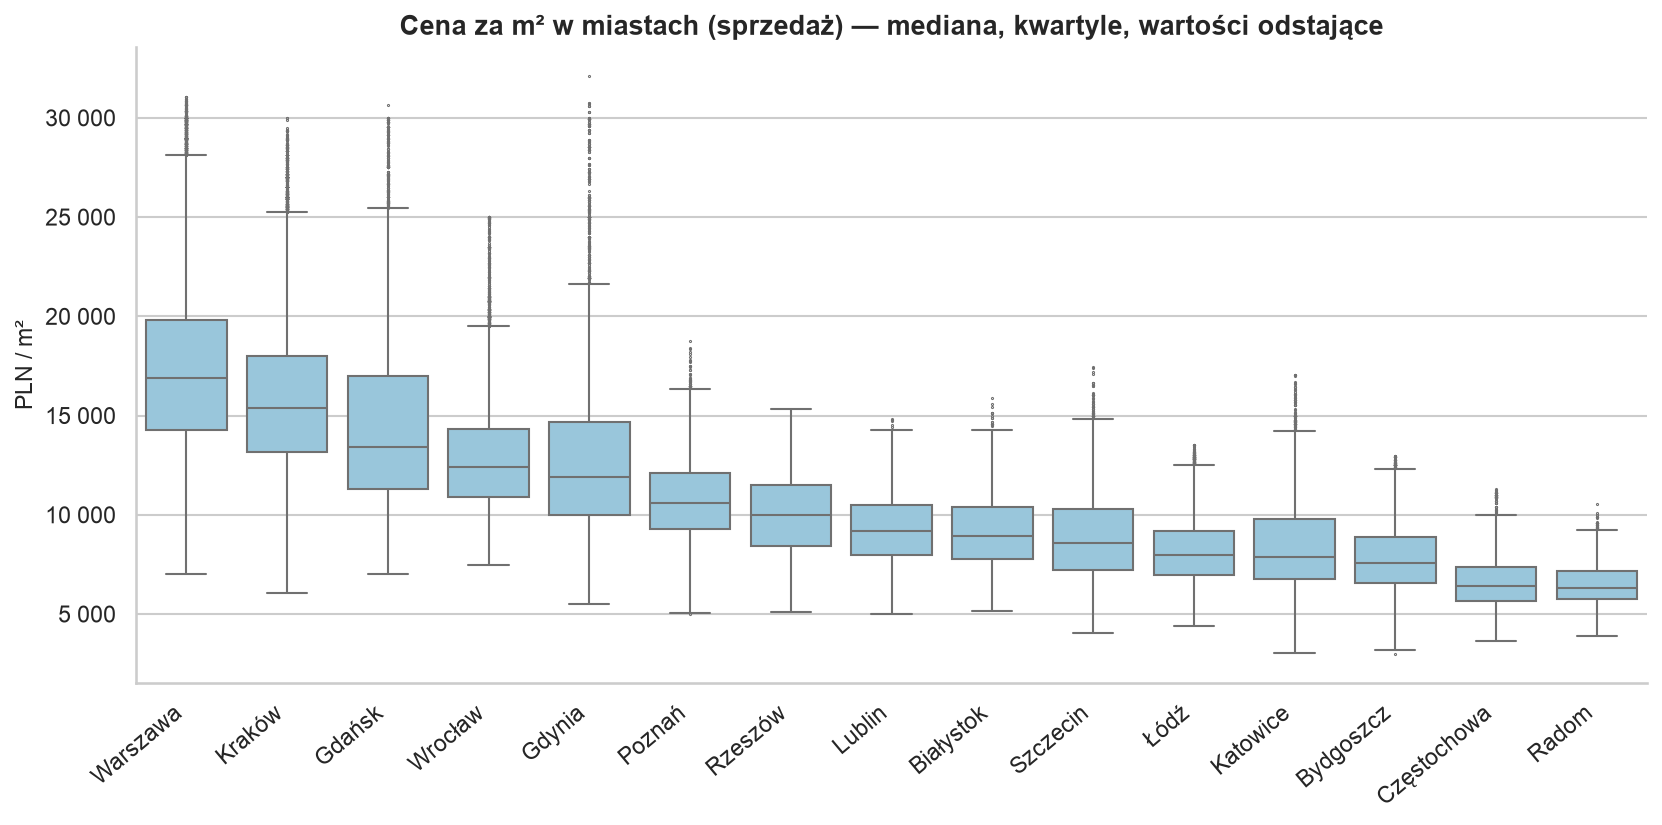 Cena za m² w miastach (sprzedaż) — mediana, kwartyle, wartości odstające
PLN / m²
30 000
25 000
20 000
15 000
10 000
5 000
Warszawa
Kraków
Gdańsk
Wrocław
Gdynia
Poznań
Rzeszów
Lublin
Białystok
Szczecin
Łódź
Katowice
Bydgoszcz
Częstochowa
Radom